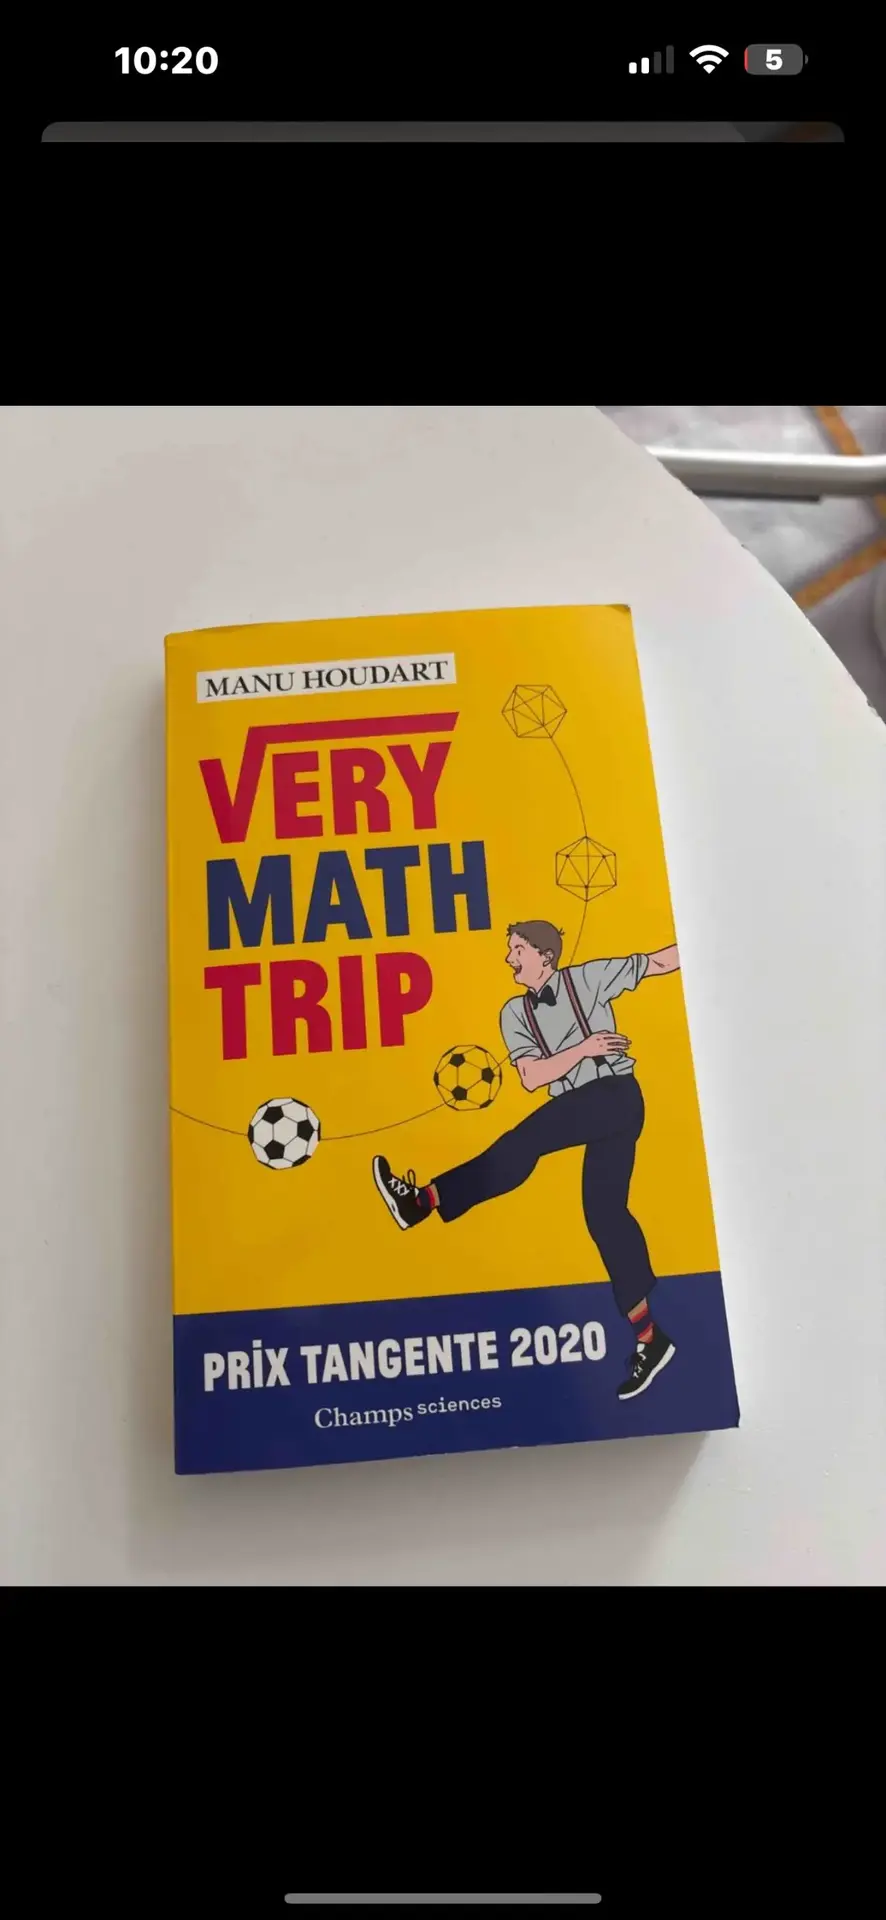 10:20
5
MANU HOUDART
VERY
MATH
TRIP
PRIX TANGENTE 2020
Champs sciences